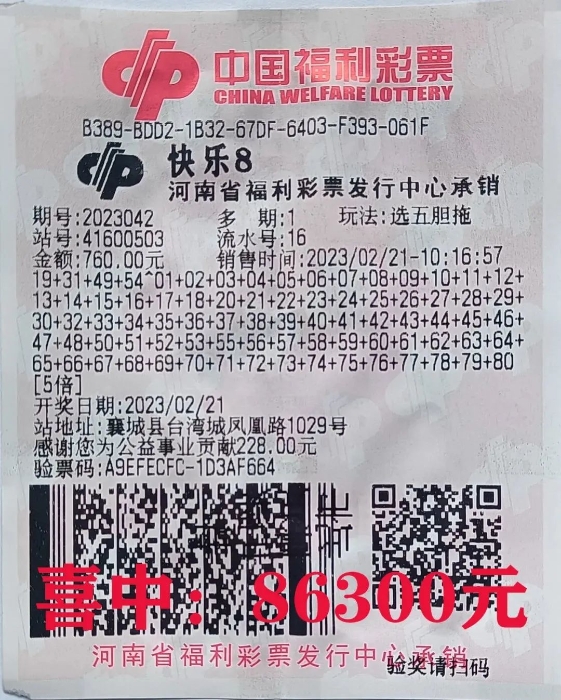 中国福利彩票
CHINA WELFARE LOTTERY
B389-BDD2-1B32-67DF-6403-F393-061F
快乐8
河南省福利彩票发行中心承销
期号:2023042 多 期:1 玩法:选五胆拖
站号:41600503 流水号:16
金额:760.00元 销售时间:2023/02/21-10:16:57
19+31+49+54^01+02+03+04+05+06+07+08+09+10+11+12+
13+14+15+16+17+18+20+21+22+23+24+25+26+27+28+29+
30+32+33+34+35+36+37+38+39+40+41+42+43+44+45+46+
47+48+50+51+52+53+55+56+57+58+59+60+61+62+63+64+
65+66+67+68+69+70+71+72+73+74+75+76+77+78+79+80
[5倍]
开奖日期:2023/02/21
站地址:襄城县台湾城凤凰路1029号
感谢您为公益事业贡献228.00元
验票码:A9EFECFC-1D3AF664
喜中：86300元
河南省福利彩票发行中心承销
验奖请扫码